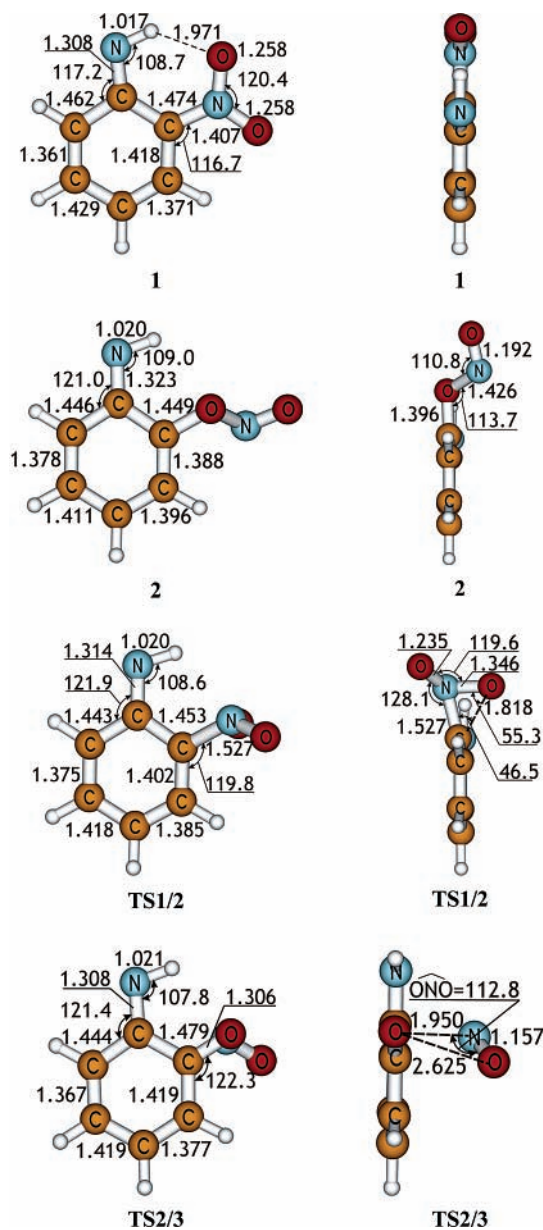 1.017
1.971
1.308
N
O
1.258
108.7
117.2
120.4
C
N
1.258
1.462
1.474
C
C
O
1.407
1.361
1.418
116.7
C
C
1.429
C
1.371
1
O
N
N
C
C
C
1
1.020
N
109.0
121.0
1.323
1.446
C
1.449
O
N
O
C
C
1.378
1.388
C
C
1.411
C
1.396
2
O
1.192
110.8
N
O
1.426
1.396
113.7
C
C
C
C
2
1.020
1.314
N
108.6
121.9
C
N
O
1.443
1.453
C
C
1.527
1.375
1.402
119.8
C
C
1.418
C
1.385
TS1/2
1.235
119.6
O
N
1.346
O
128.1
1.818
1.527
55.3
C
C
46.5
C
C
TS1/2
1.021
1.308
N
107.8
1.306
121.4
C
O
1.444
1.479
C
C
O
122.3
1.367
1.419
C
C
1.419
C
1.377
TS2/3
N
ONO=112.8
1.950
O
N
1.157
C
O
2.625
C
C
TS2/3